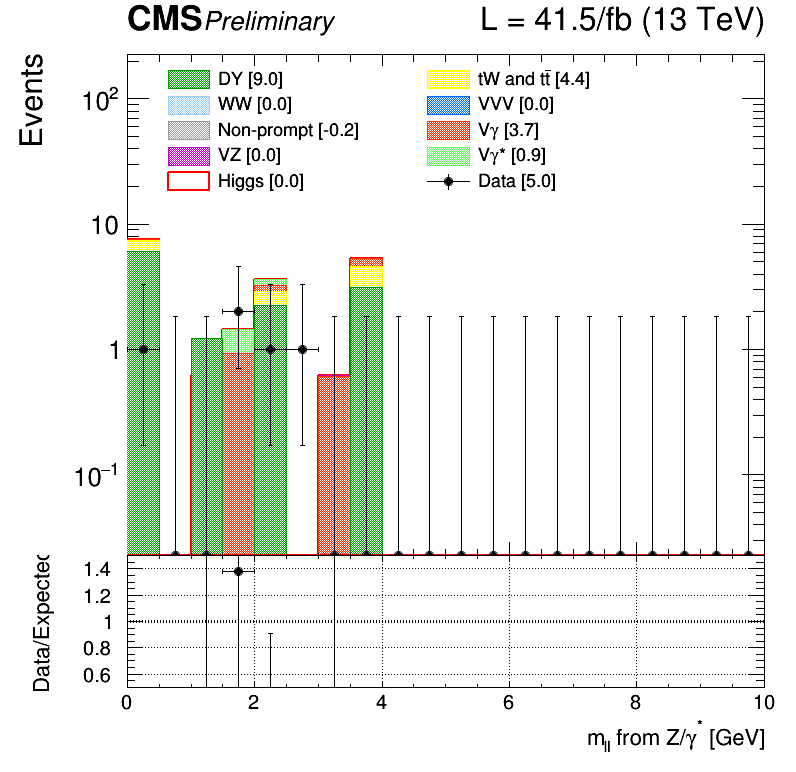 CMS Preliminary L = 41.5/fb (13 TeV)
Events
DY [9.0] tW and tt̄ [4.4]
WW [0.0] VVV [0.0]
Non-prompt [-0.2] Vγ [3.7]
VZ [0.0] Vγ* [0.9]
Higgs [0.0] Data [5.0]
10²
10
1
10⁻¹
Data/Expected
1.4
1.2
1
0.8
0.6
0 2 4 6 8 10
m_ll from Z/γ* [GeV]